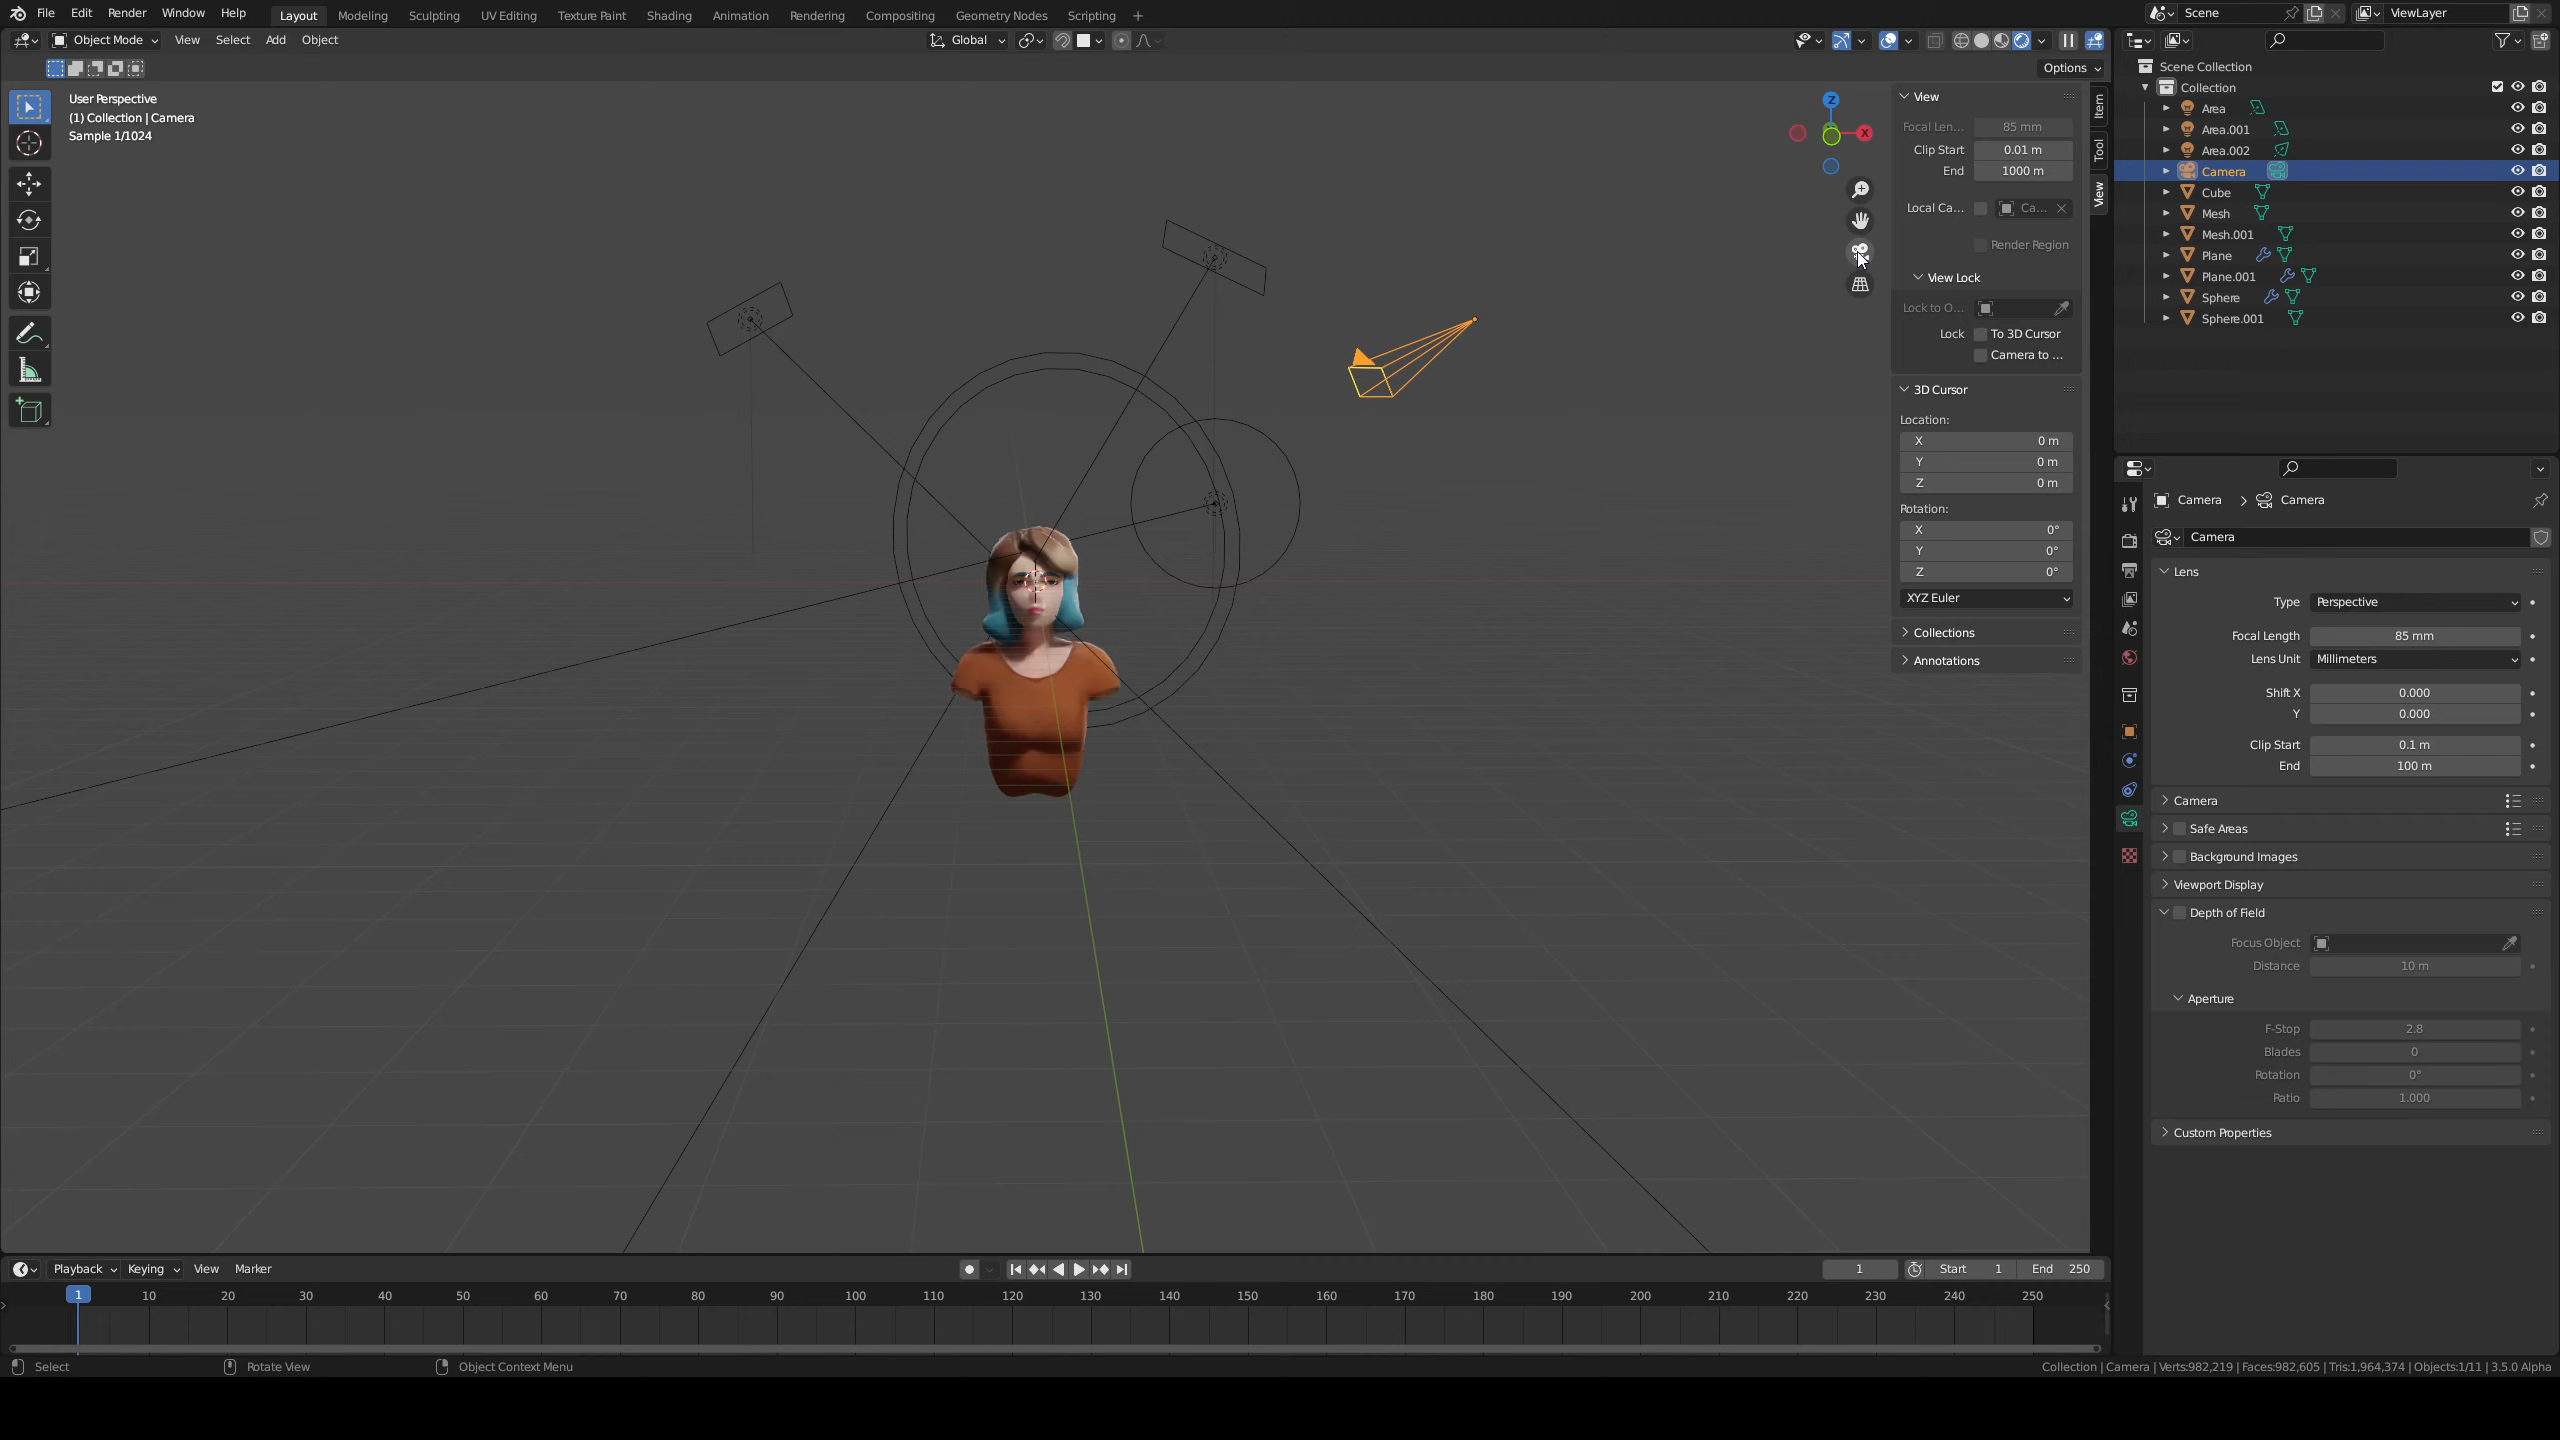 File Edit Render Window Help Layout Modeling Sculpting UV Editing Texture Paint Shading Animation Rendering Compositing Geometry Nodes Scripting + Scene ViewLayer
Object Mode View Select Add Object Global
Options
User Perspective
(1) Collection | Camera
Sample 1/1024
Z
X
View
Focal Len... 85 mm
Clip Start 0.01 m
End 1000 m
Local Ca... Ca...
Render Region
View Lock
Lock to O...
Lock To 3D Cursor
Camera to ...
3D Cursor
Location:
X 0 m
Y 0 m
Z 0 m
Rotation:
X 0°
Y 0°
Z 0°
XYZ Euler
Collections
Annotations
Item
Tool
View
Scene Collection
Collection
Area
Area.001
Area.002
Camera
Cube
Mesh
Mesh.001
Plane
Plane.001
Sphere
Sphere.001
Camera > Camera
Camera
Lens
Type Perspective
Focal Length 85 mm
Lens Unit Millimeters
Shift X 0.000
Y 0.000
Clip Start 0.1 m
End 100 m
Camera
Safe Areas
Background Images
Viewport Display
Depth of Field
Focus Object
Distance 10 m
Aperture
F-Stop 2.8
Blades 0
Rotation 0°
Ratio 1.000
Custom Properties
Playback Keying View Marker 1 Start 1 End 250
1 10 20 30 40 50 60 70 80 90 100 110 120 130 140 150 160 170 180 190 200 210 220 230 240 250
Select Rotate View Object Context Menu Collection | Camera | Verts:982,219 | Faces:982,605 | Tris:1,964,374 | Objects:1/11 | 3.5.0 Alpha